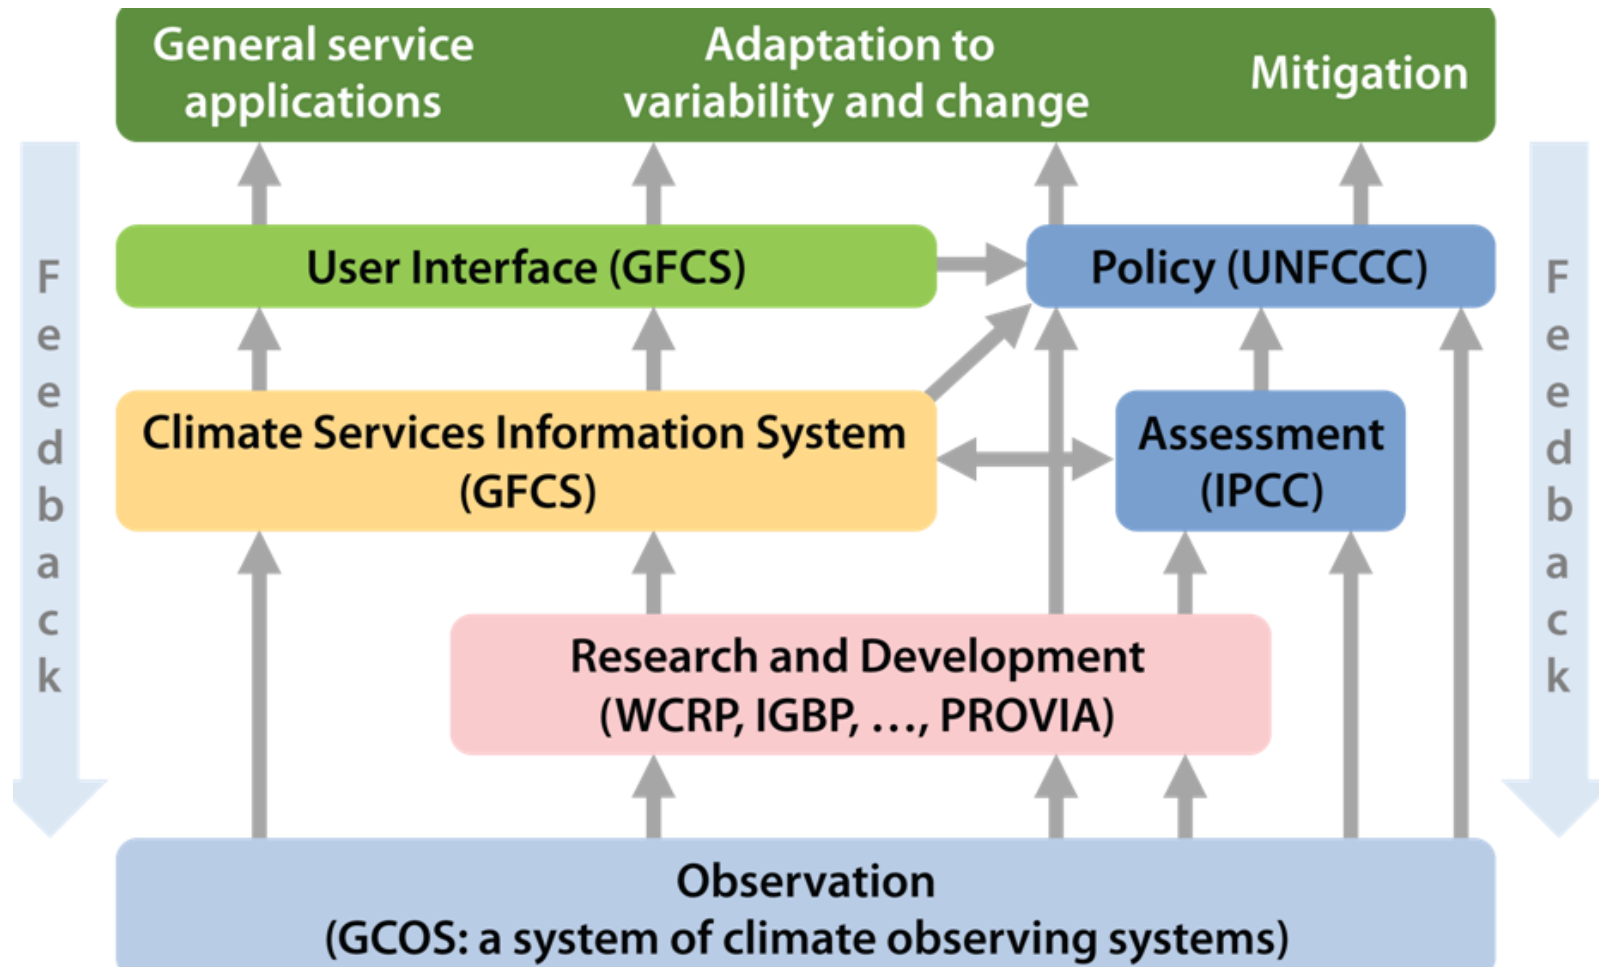 General service
applications
Adaptation to
variability and change
Mitigation
User Interface (GFCS)
Policy (UNFCCC)
Climate Services Information System
(GFCS)
Assessment
(IPCC)
Research and Development
(WCRP, IGBP, …, PROVIA)
Observation
(GCOS: a system of climate observing systems)
Feedback
Feedback